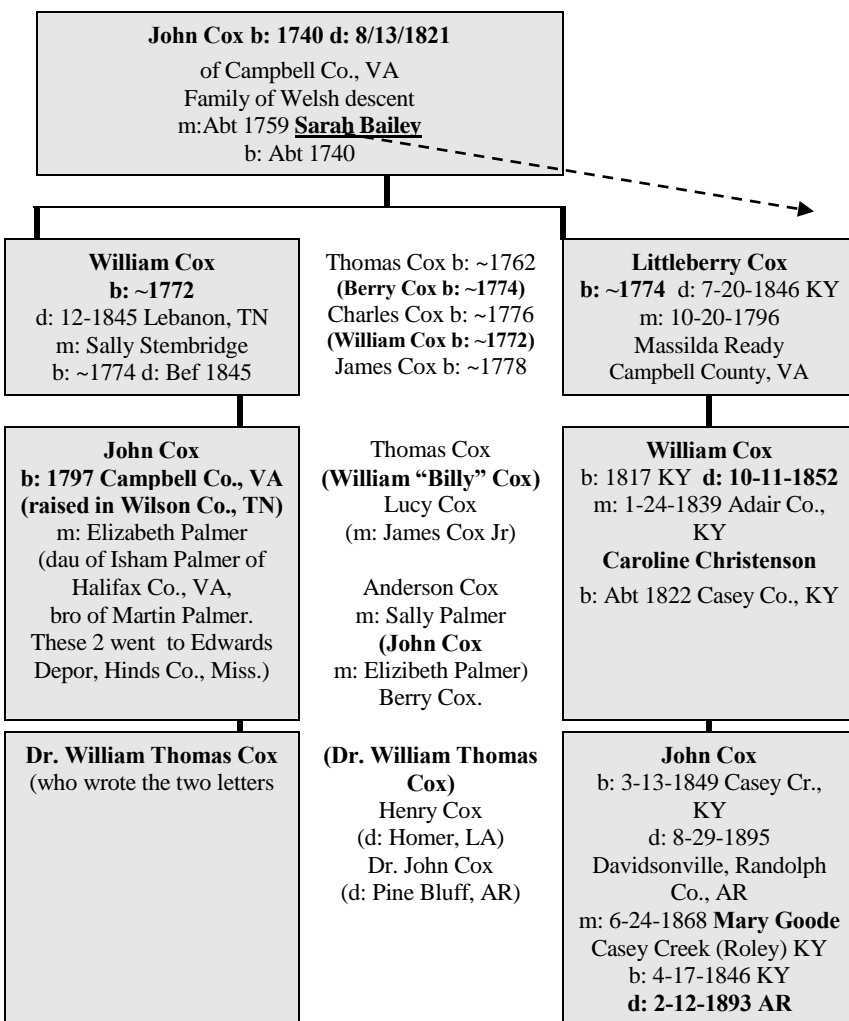 John Cox b: 1740 d: 8/13/1821
of Campbell Co., VA
Family of Welsh descent
m:Abt 1759 Sarah Bailey
b: Abt 1740
William Cox
b: ~1772
d: 12-1845 Lebanon, TN
m: Sally Stembridge
b: ~1774 d: Bef 1845
Thomas Cox b: ~1762
(Berry Cox b: ~1774)
Charles Cox b: ~1776
(William Cox b: ~1772)
James Cox b: ~1778
Littleberry Cox
b: ~1774 d: 7-20-1846 KY
m: 10-20-1796
Massilda Ready
Campbell County, VA
John Cox
b: 1797 Campbell Co., VA
(raised in Wilson Co., TN)
m: Elizabeth Palmer
(dau of Isham Palmer of
Halifax Co., VA,
bro of Martin Palmer.
These 2 went to Edwards
Depor, Hinds Co., Miss.)
Thomas Cox
(William “Billy” Cox)
Lucy Cox
(m: James Cox Jr)
Anderson Cox
m: Sally Palmer
(John Cox
m: Elizibeth Palmer)
Berry Cox.
William Cox
b: 1817 KY d: 10-11-1852
m: 1-24-1839 Adair Co.,
KY
Caroline Christenson
b: Abt 1822 Casey Co., KY
Dr. William Thomas Cox
(who wrote the two letters
(Dr. William Thomas
Cox)
Henry Cox
(d: Homer, LA)
Dr. John Cox
(d: Pine Bluff, AR)
John Cox
b: 3-13-1849 Casey Cr.,
KY
d: 8-29-1895
Davidsonville, Randolph
Co., AR
m: 6-24-1868 Mary Goode
Casey Creek (Roley) KY
b: 4-17-1846 KY
d: 2-12-1893 AR